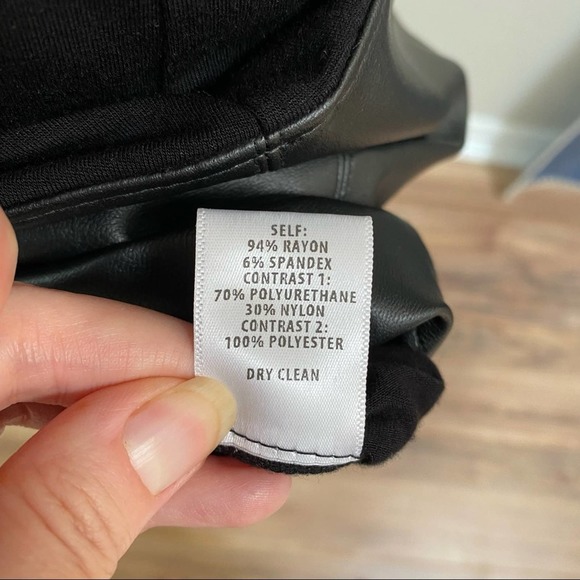 SELF:
94% RAYON
6% SPANDEX
CONTRAST 1:
70% POLYURETHANE
30% NYLON
CONTRAST 2:
100% POLYESTER
DRY CLEAN